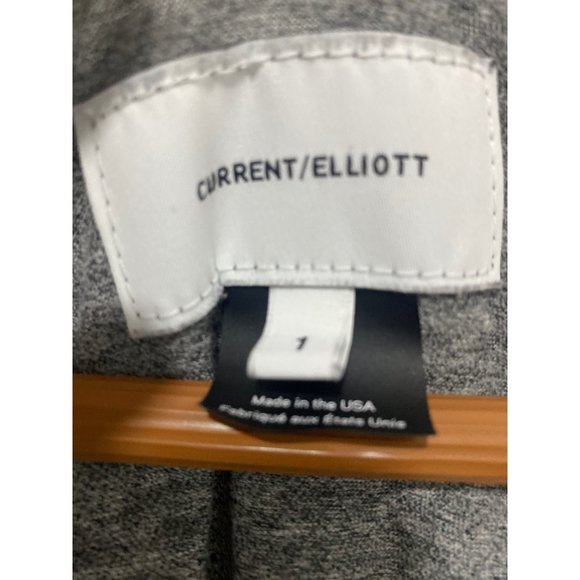 CURRENT/ELLIOTT
1
Made in the USA
Fabriqué aux États Unis